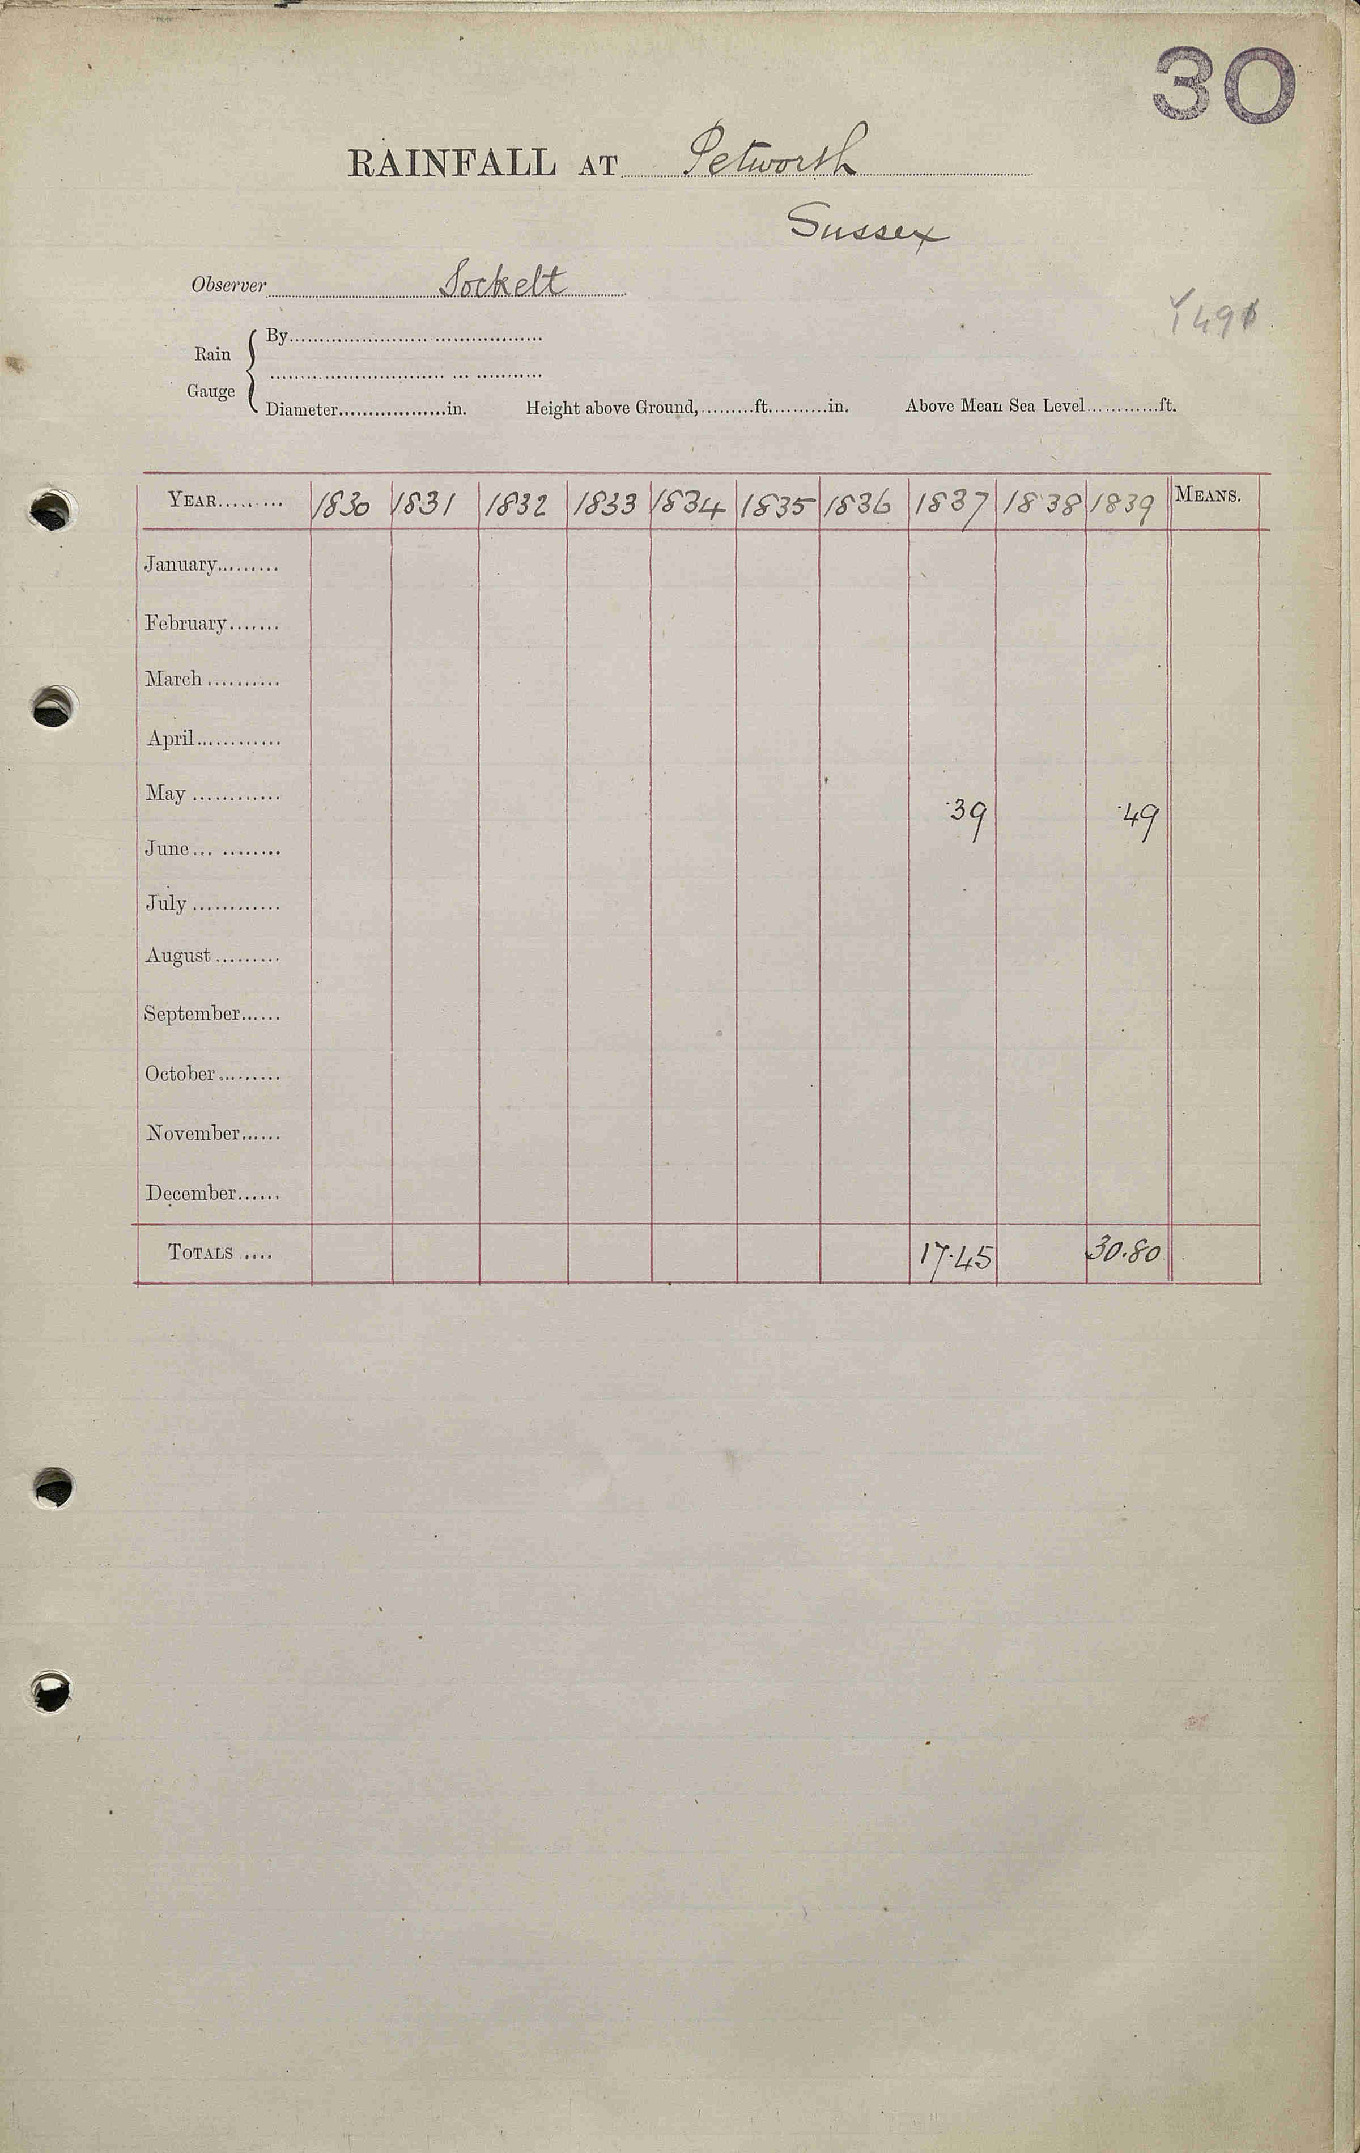 30
RAINFALL AT Petworth
Sussex
Observer Sockett
Rain Gauge
By
Diameter in. Height above Ground, ft. in. Above Mean Sea Level ft.
YEAR 1830 1831 1832 1833 1834 1835 1836 1837 1838 1839 MEANS.
January
February
March
April
May ·39 ·49
June
July
August
September
October
November
December
TOTALS 17·45 30.80